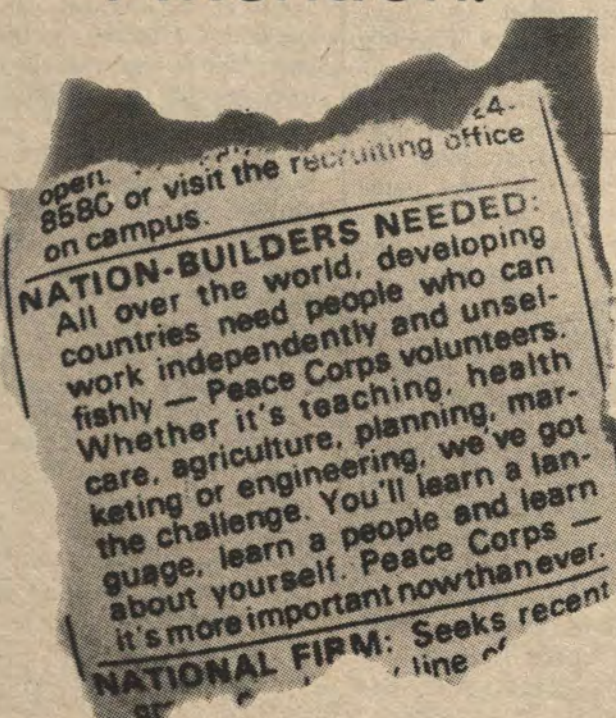 open.
8580 or visit the recruiting office
on campus.
NATION-BUILDERS NEEDED:
All over the world, developing
countries need people who can
work independently and unsel-
fishly — Peace Corps volunteers.
Whether it's teaching, health
care, agriculture, planning, mar-
keting or engineering, we've got
the challenge. You'll learn a lan-
guage, learn a people and learn
about yourself. Peace Corps —
it's more important now than ever.
NATIONAL FIRM: Seeks recent
line of